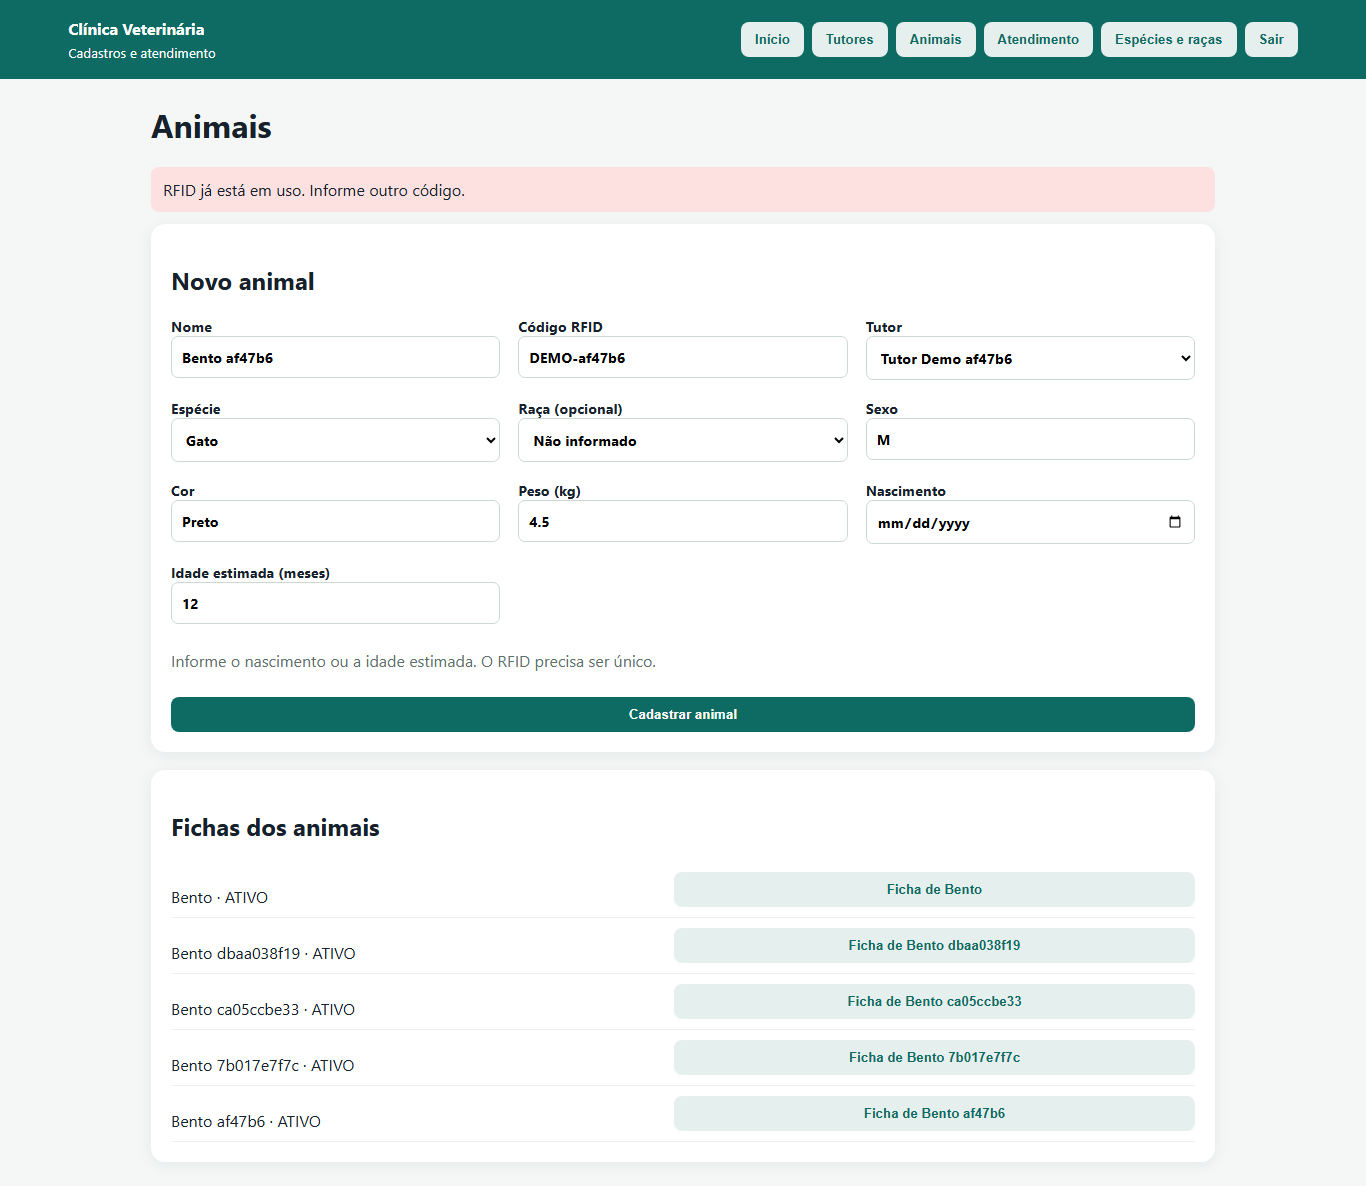 Clínica Veterinária
Cadastros e atendimento
Início
Tutores
Animais
Atendimento
Espécies e raças
Sair
Animais
RFID já está em uso. Informe outro código.
Novo animal
Nome
Código RFID
Tutor
Bento af47b6
DEMO-af47b6
Tutor Demo af47b6
Espécie
Raça (opcional)
Sexo
Gato
Não informado
M
Cor
Peso (kg)
Nascimento
Preto
4.5
mm/dd/yyyy
Idade estimada (meses)
12
Informe o nascimento ou a idade estimada. O RFID precisa ser único.
Cadastrar animal
Fichas dos animais
Bento · ATIVO
Ficha de Bento
Bento dbaa038f19 · ATIVO
Ficha de Bento dbaa038f19
Bento ca05ccbe33 · ATIVO
Ficha de Bento ca05ccbe33
Bento 7b017e7f7c · ATIVO
Ficha de Bento 7b017e7f7c
Bento af47b6 · ATIVO
Ficha de Bento af47b6